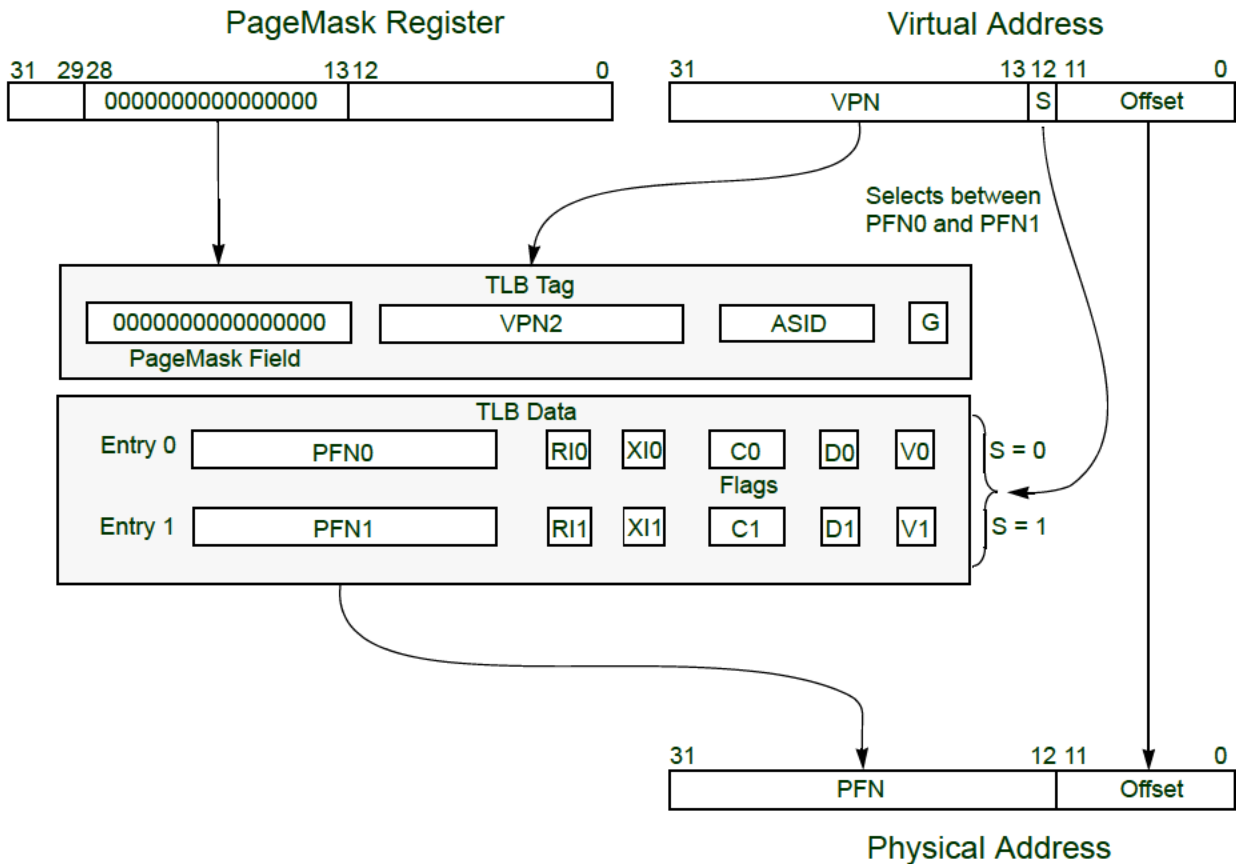 PageMask Register
Virtual Address
31 29 28 13 12 0
31 13 12 11 0
0000000000000000
VPN S Offset
Selects between
PFN0 and PFN1
TLB Tag
0000000000000000 VPN2 ASID G
PageMask Field
TLB Data
Entry 0 PFN0 RI0 XI0 C0 D0 V0 S = 0
Flags
Entry 1 PFN1 RI1 XI1 C1 D1 V1 S = 1
31 12 11 0
PFN Offset
Physical Address